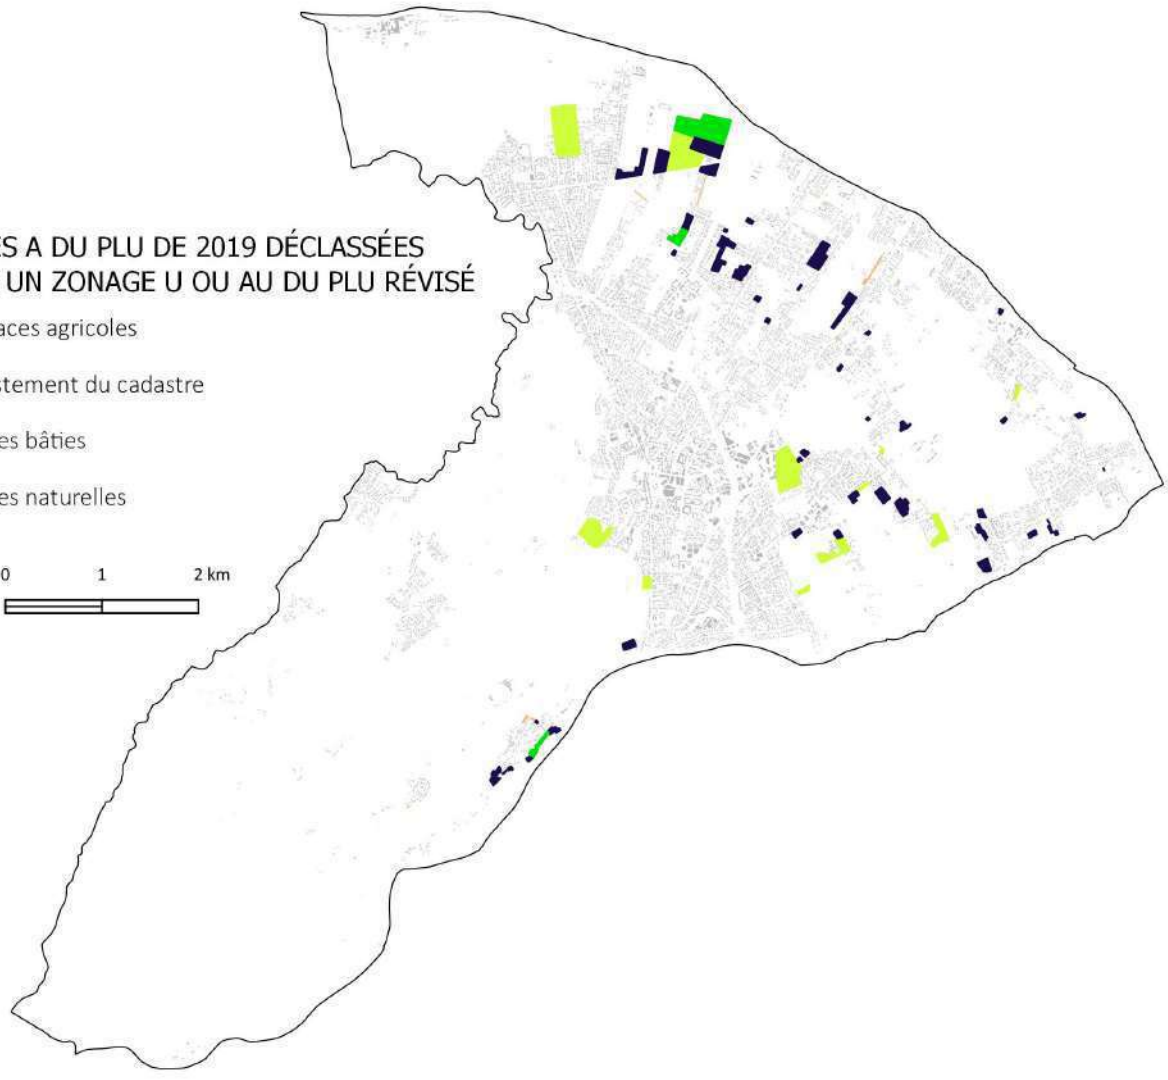 ES A DU PLU DE 2019 DÉCLASSÉES
UN ZONAGE U OU AU DU PLU RÉVISÉ
aces agricoles
stement du cadastre
es bâties
es naturelles
0 1 2 km